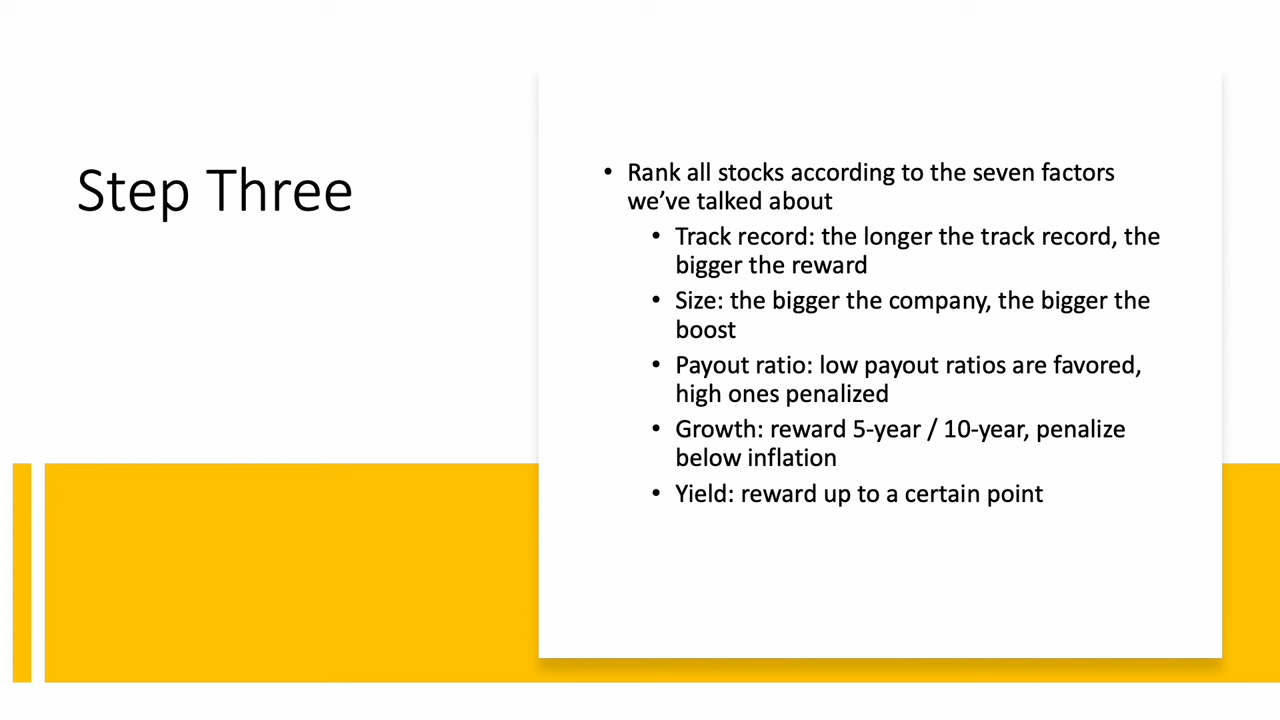 Step Three
• Rank all stocks according to the seven factors
we’ve talked about
• Track record: the longer the track record, the
bigger the reward
• Size: the bigger the company, the bigger the
boost
• Payout ratio: low payout ratios are favored,
high ones penalized
• Growth: reward 5-year / 10-year, penalize
below inflation
• Yield: reward up to a certain point